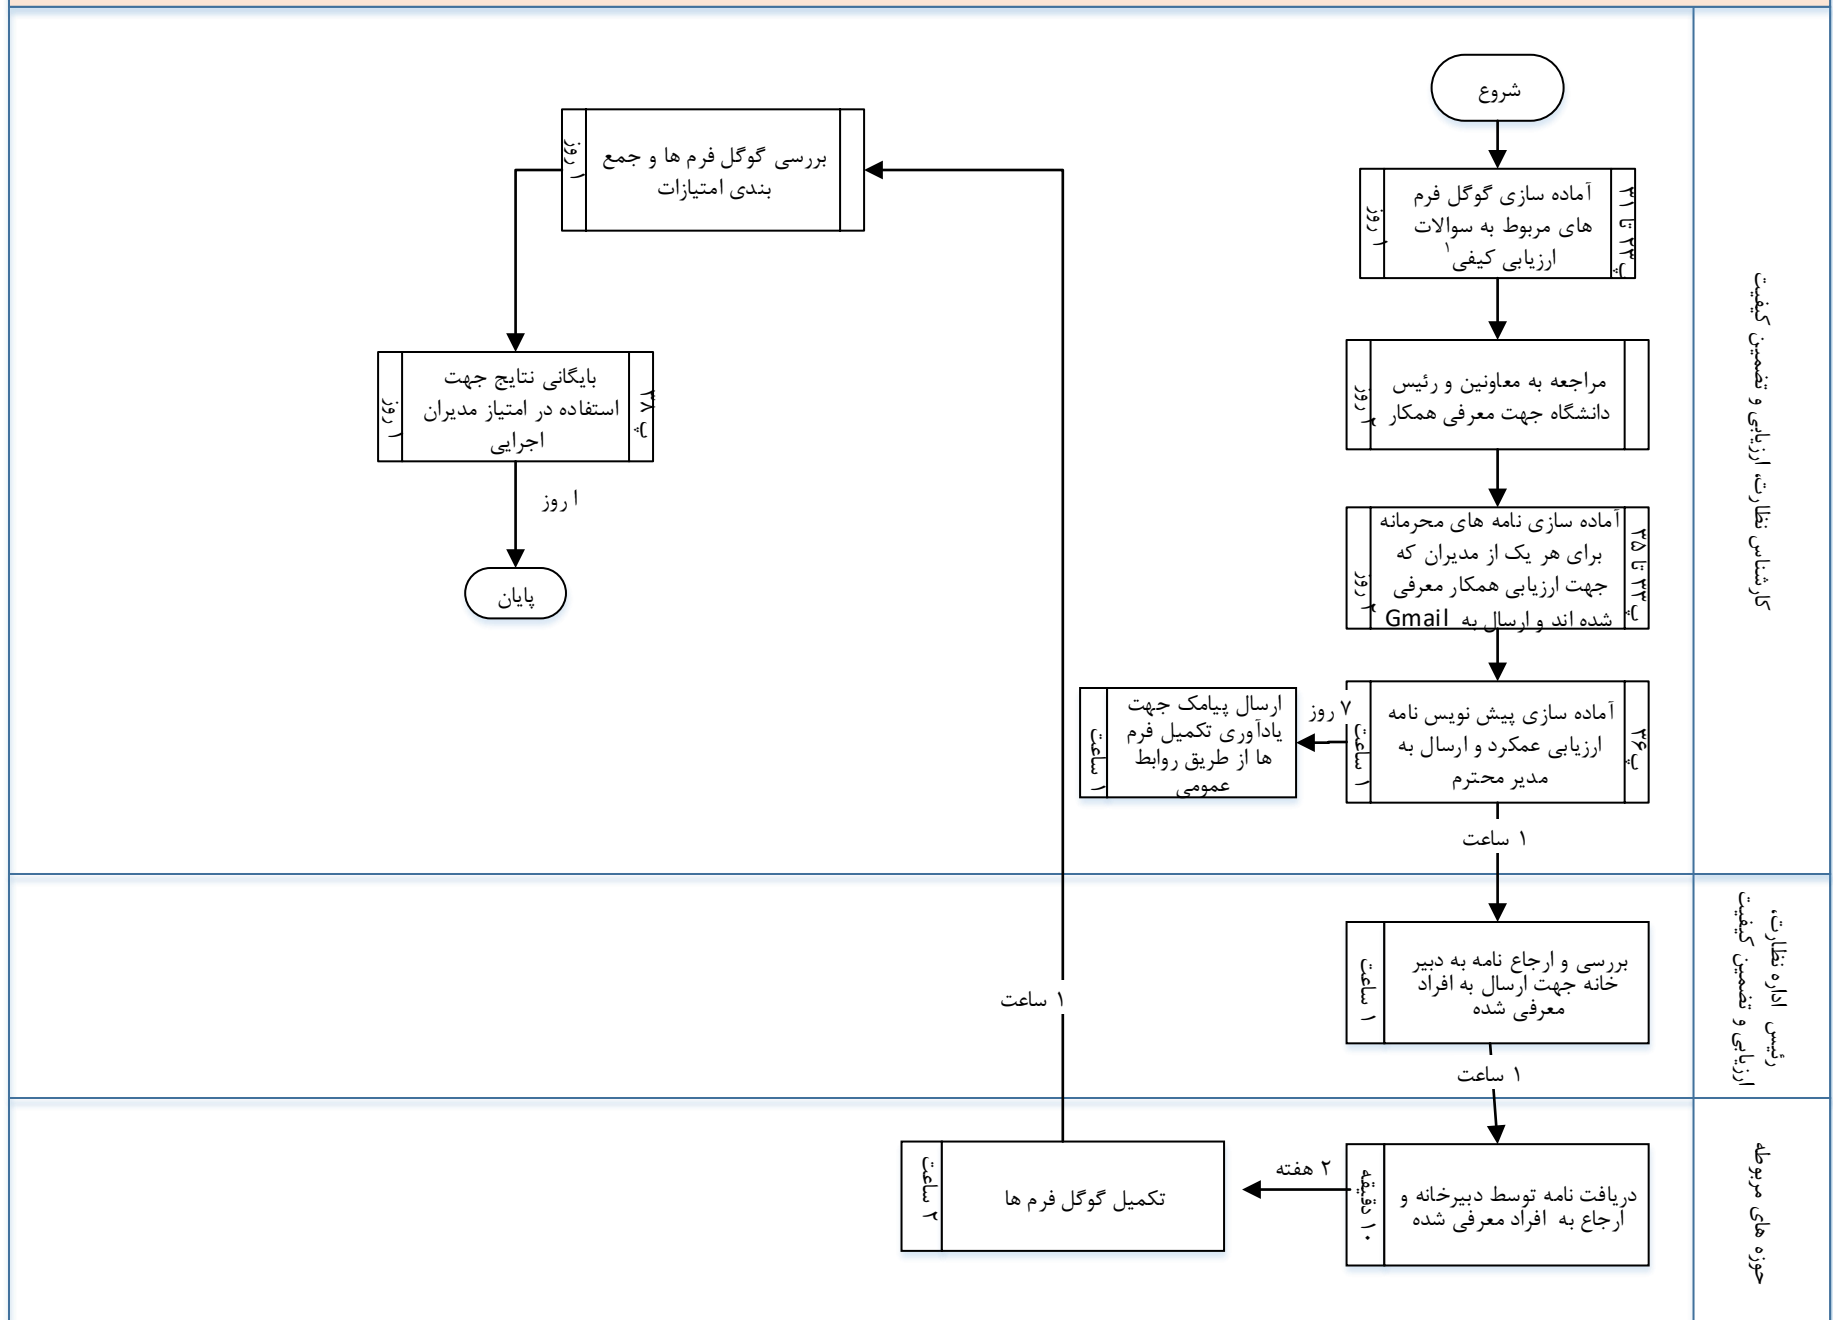 شروع
آماده سازی گوگل فرم
های مربوط به سوالات
ارزیابی کیفی۱
پ۲۳ تا ۳۱
۱ روز
مراجعه به معاونین و رئیس
دانشگاه جهت معرفی همکار
۲ روز
آماده سازی نامه های محرمانه
برای هر یک از مدیران که
جهت ارزیابی همکار معرفی
شده اند و ارسال به Gmail
پ۳۳ تا ۳۵
۲ روز
آماده سازی پیش نویس نامه
ارزیابی عمکرد و ارسال به
مدیر محترم
پ۳۶
۱ ساعت
۷ روز
ارسال پیامک جهت
یادآوری تکمیل فرم
ها از طریق روابط
عمومی
۱ ساعت
۱ ساعت
کارشناس نظارت، ارزیابی و تضمین کیفیت
بررسی و ارجاع نامه به دبیر
خانه جهت ارسال به افراد
معرفی شده
۱ ساعت
۱ ساعت
رئیس اداره نظارت،
ارزیابی و تضمین کیفیت
دریافت نامه توسط دبیرخانه و
ارجاع به افراد معرفی شده
۱۰ دقیقه
۲ هفته
تکمیل گوگل فرم ها
۲ ساعت
حوزه های مربوطه
۱ ساعت
بررسی گوگل فرم ها و جمع
بندی امتیازات
۱ روز
بایگانی نتایج جهت
استفاده در امتیاز مدیران
اجرایی
پ ۳۸
۱ روز
ا روز
پایان